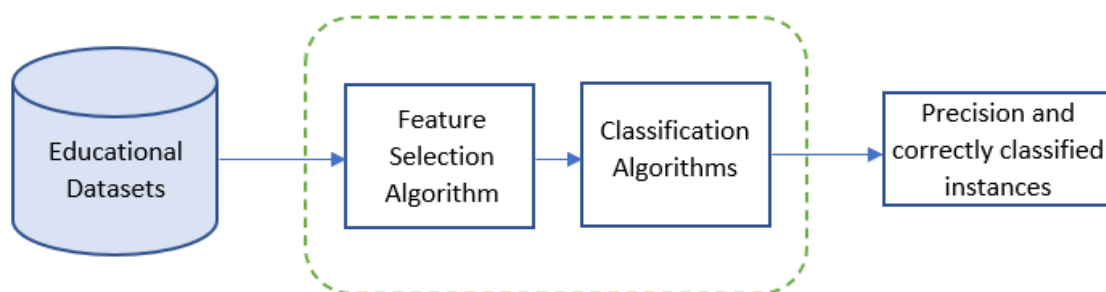 Educational
Datasets
Feature
Selection
Algorithm
Classification
Algorithms
Precision and
correctly classified
instances